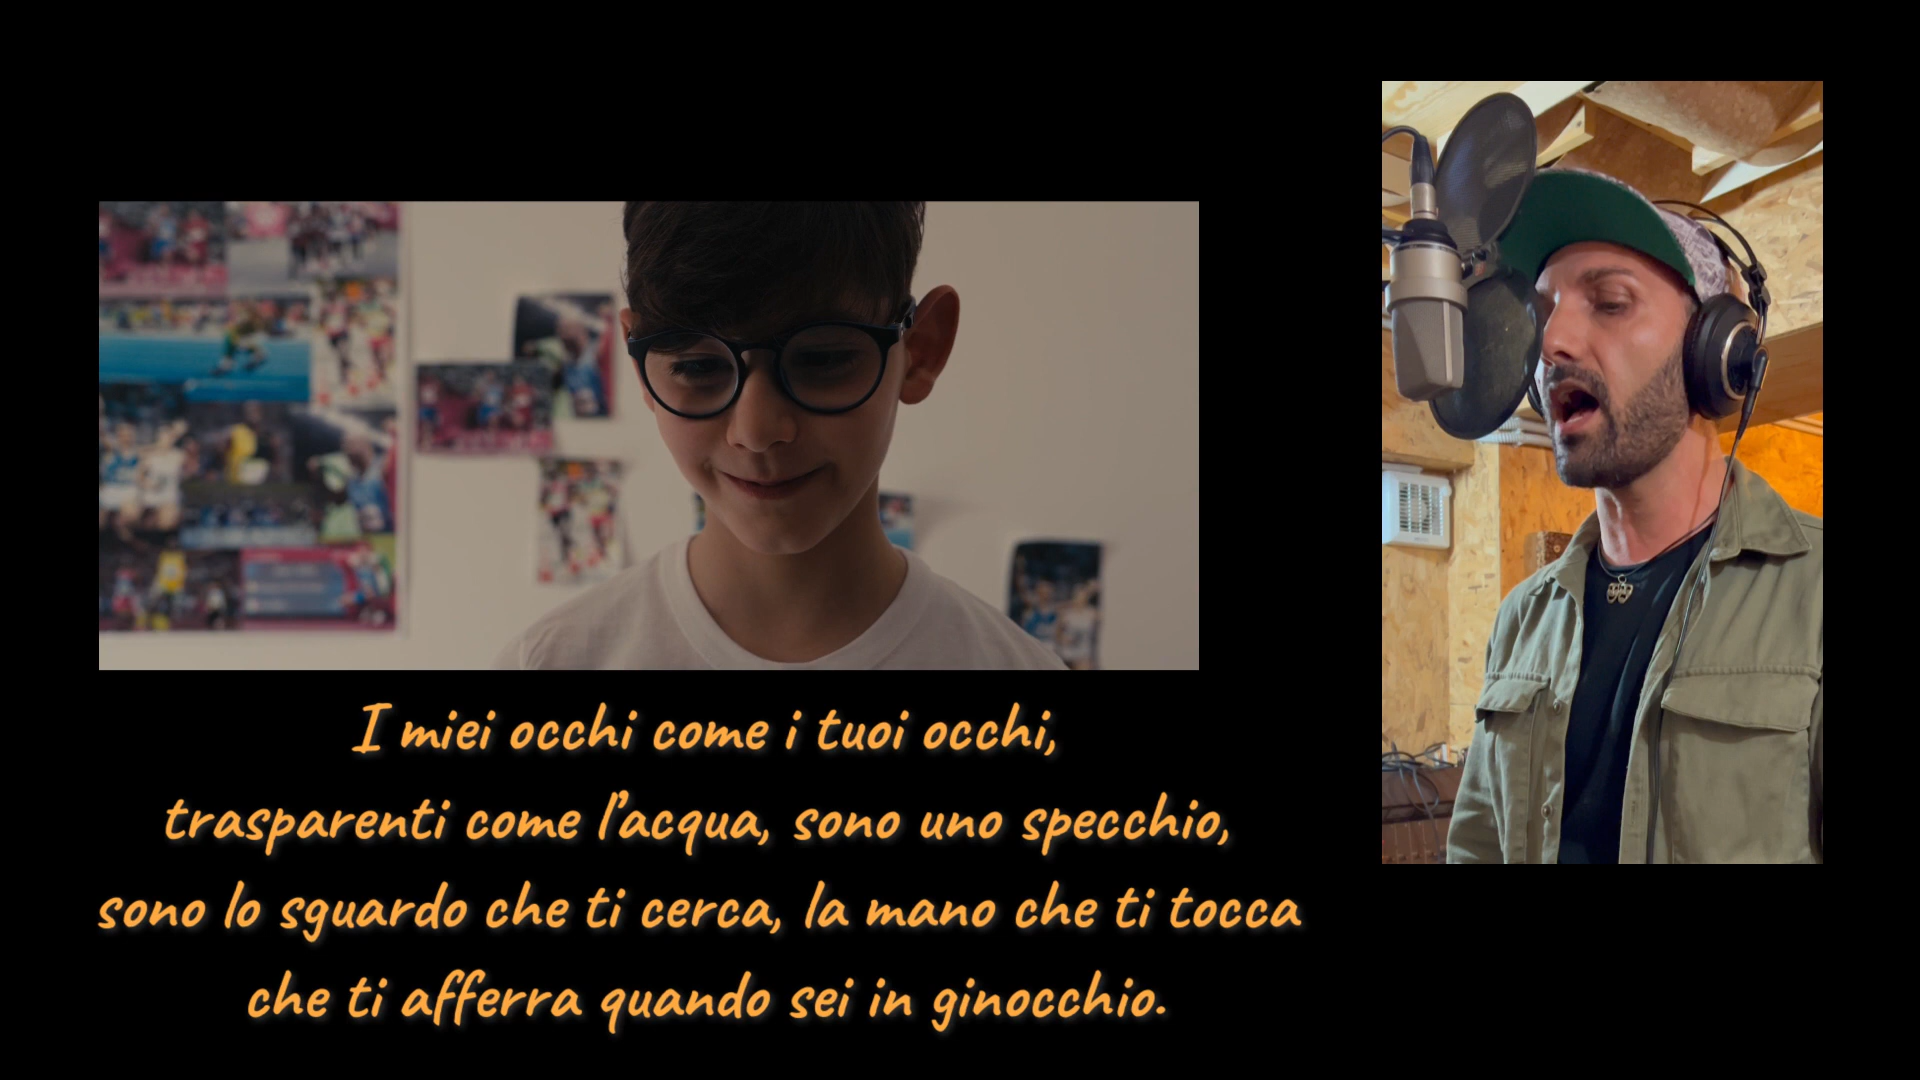 I miei occhi come i tuoi occhi,
trasparenti come l'acqua, sono uno specchio,
sono lo sguardo che ti cerca, la mano che ti tocca
che ti afferra quando sei in ginocchio.